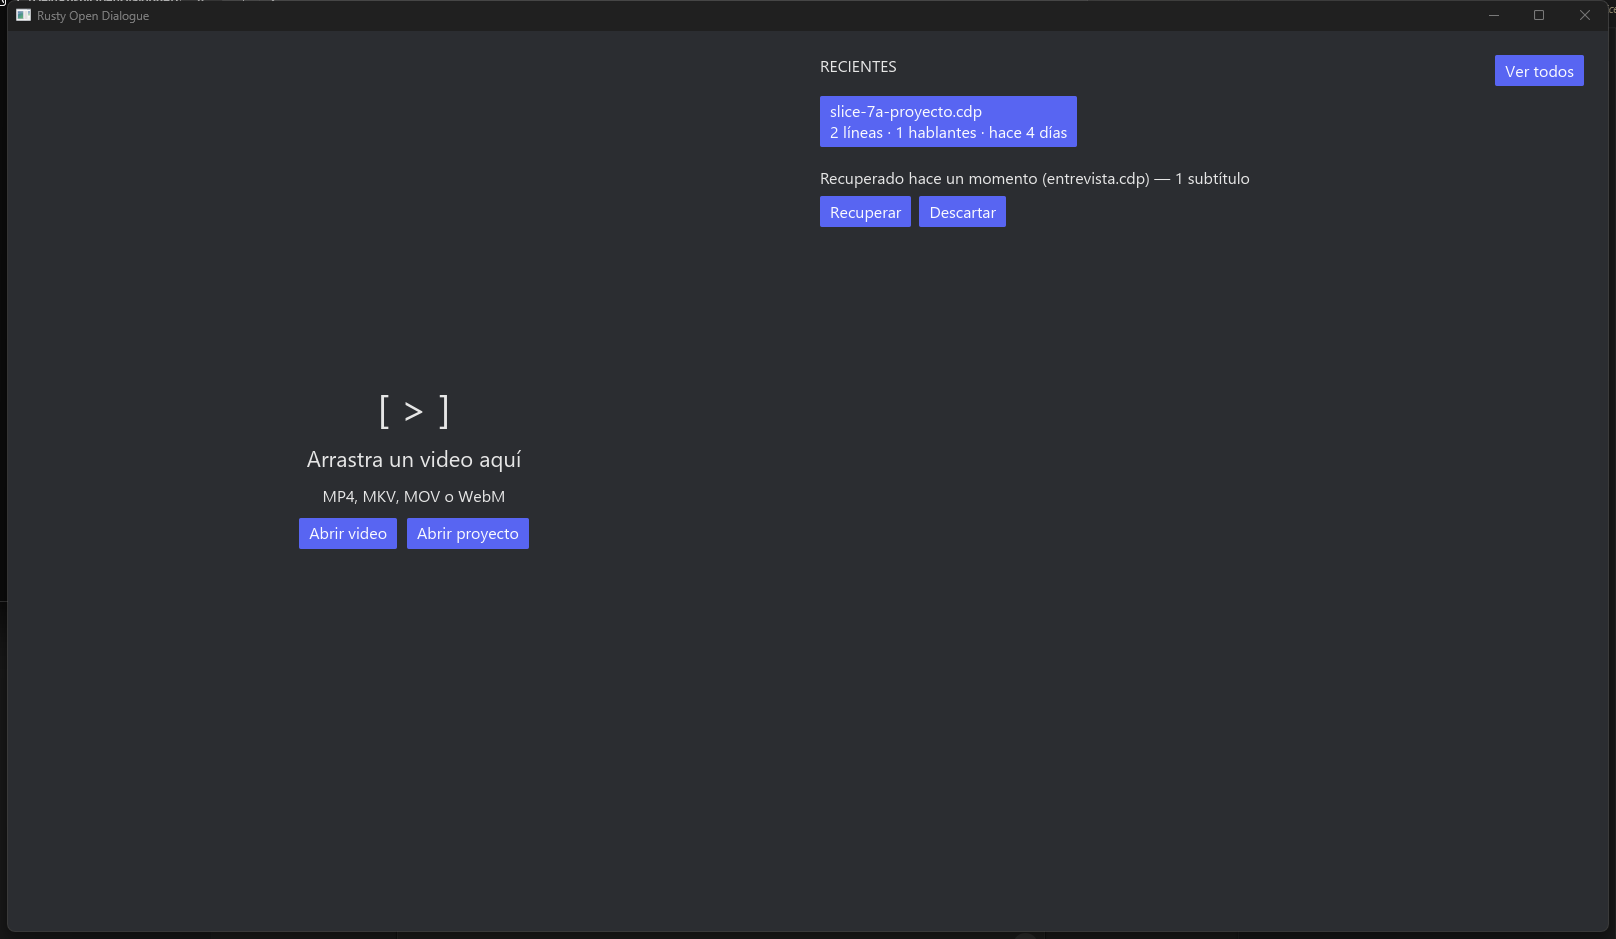 Rusty Open Dialogue
RECIENTES
Ver todos
slice-7a-proyecto.cdp
2 líneas · 1 hablantes · hace 4 días
Recuperado hace un momento (entrevista.cdp) — 1 subtítulo
Recuperar
Descartar
[ > ]
Arrastra un video aquí
MP4, MKV, MOV o WebM
Abrir video
Abrir proyecto